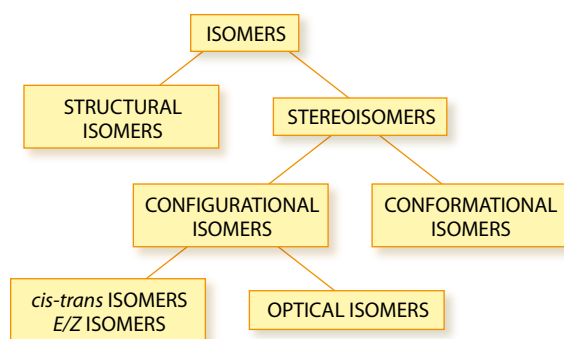 ISOMERS
STRUCTURAL
ISOMERS
STEREOISOMERS
CONFIGURATIONAL
ISOMERS
CONFORMATIONAL
ISOMERS
cis-trans ISOMERS
E/Z ISOMERS
OPTICAL ISOMERS